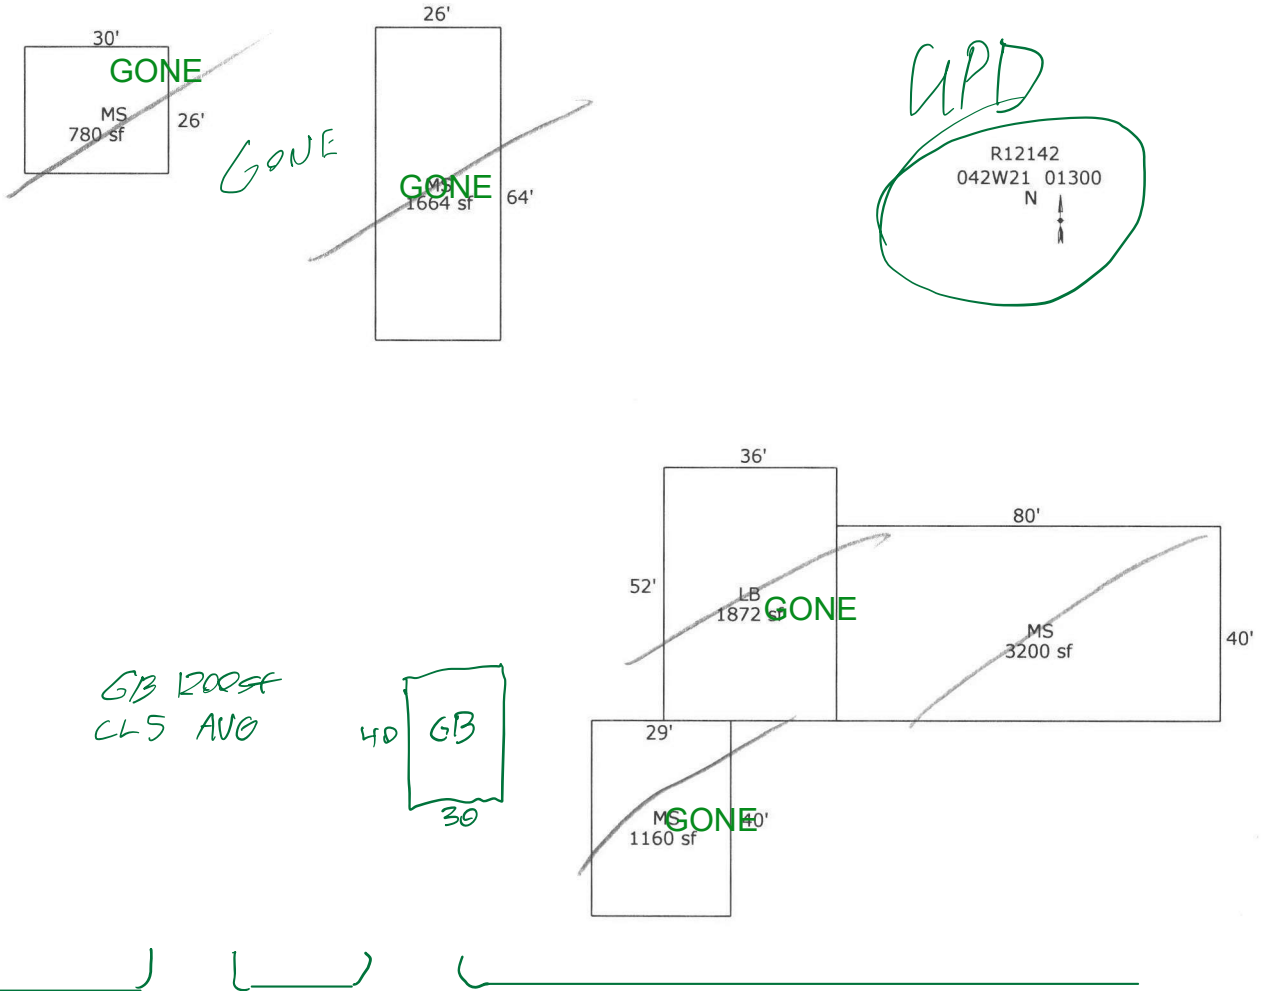 30'
GONE
MS
780 sf
26'
GONE
26'
GONE
MS
1664 sf
64'
UPD
R12142
042W21 01300
N
36'
52'
LB
1872 sf
GONE
80'
MS
3200 sf
40'
GB 1200sf
CL5 AVG
40
GB
30
29'
MS
GONE
40'
1160 sf